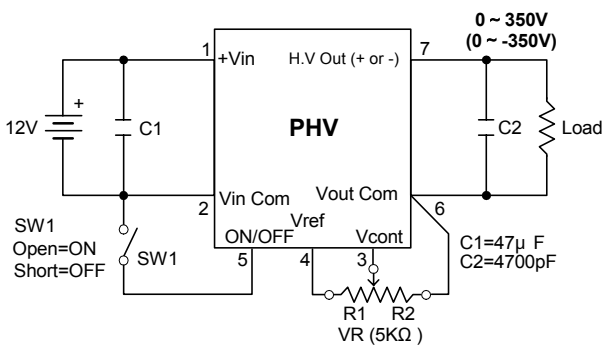 0 ~ 350V
(0 ~ -350V)
1
+Vin
H.V Out (+ or -)
7
12V
+
C1
PHV
C2
Load
2
Vin Com
Vout Com
6
SW1
Open=ON
Short=OFF
SW1
Vref
ON/OFF
Vcont
5
4
3
C1=47µ F
C2=4700pF
R1
R2
VR (5KΩ )